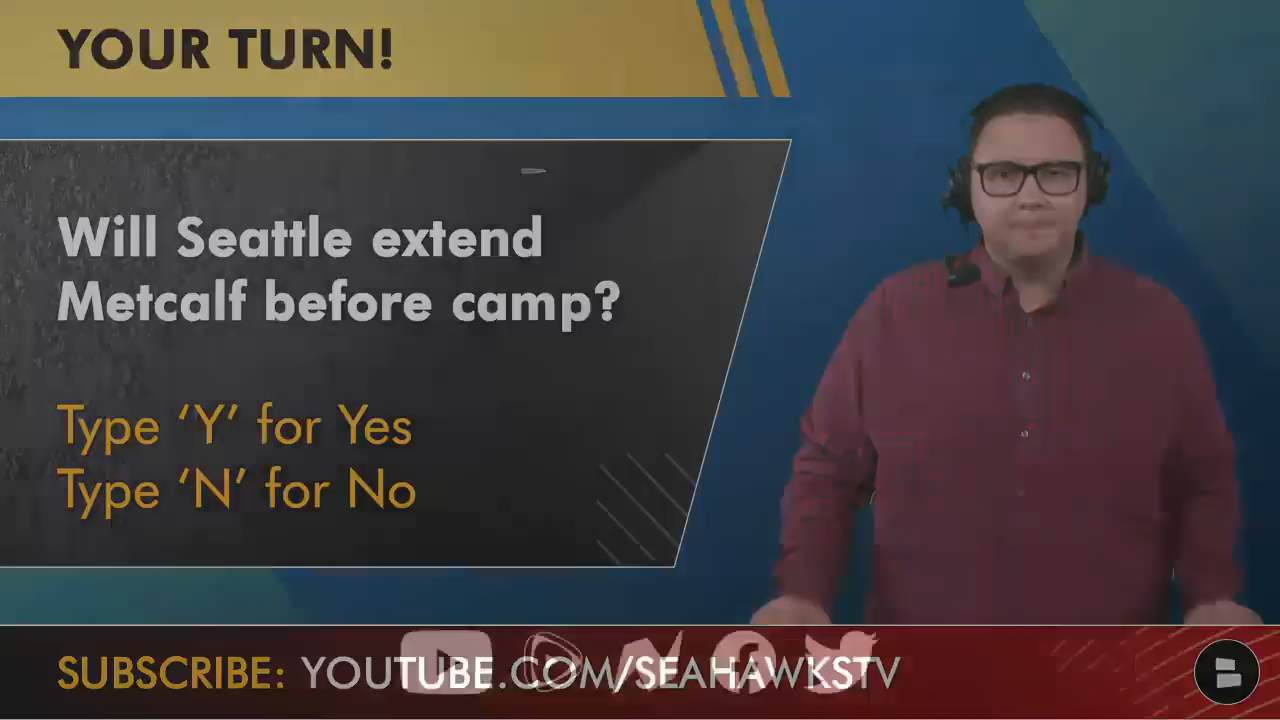 YOUR TURN!
Will Seattle extend
Metcalf before camp?
Type ‘Y’ for Yes
Type ‘N’ for No
SUBSCRIBE: YOUTUBE.COM/SEAHAWKSTV